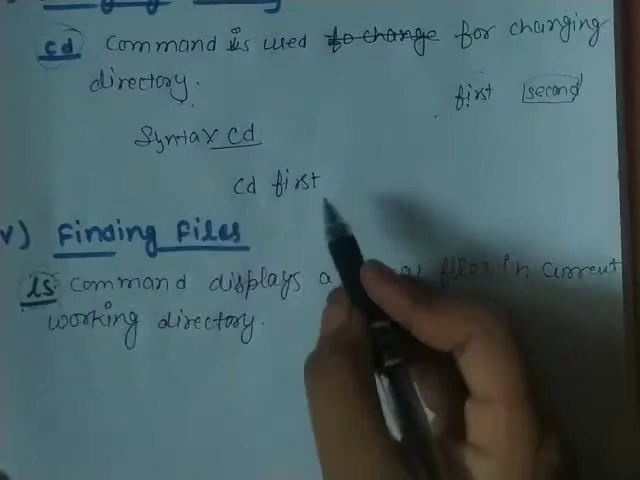 cd command is used to change for changing
directory.
first second
Syntax cd
cd first
v) Finding Files
ls command displays a files in current
working directory.